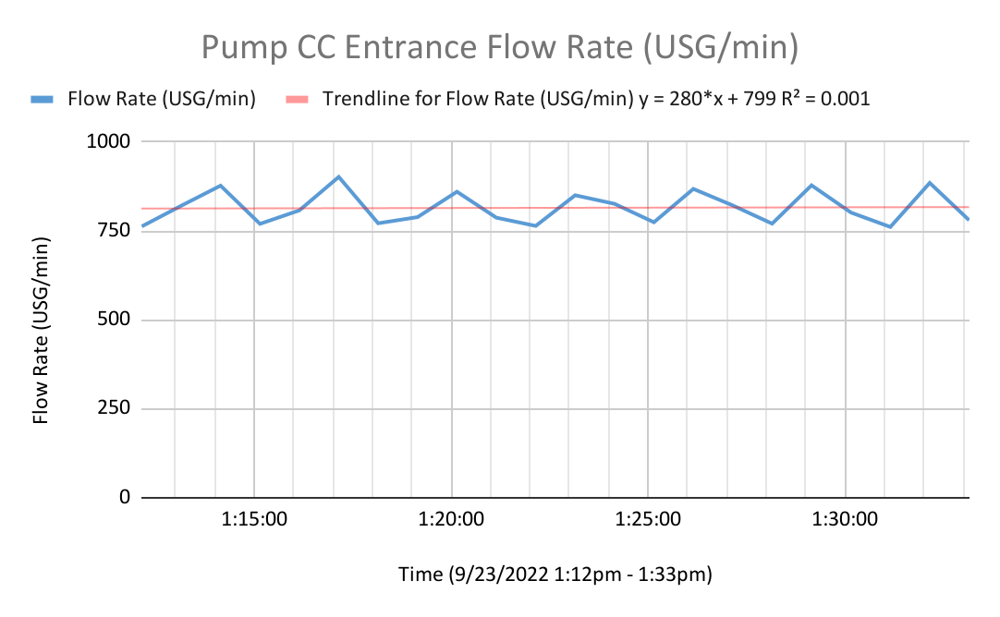 Pump CC Entrance Flow Rate (USG/min)
Flow Rate (USG/min)
Trendline for Flow Rate (USG/min) y = 280*x + 799 R² = 0.001
Flow Rate (USG/min)
1000
750
500
250
0
1:15:00
1:20:00
1:25:00
1:30:00
Time (9/23/2022 1:12pm - 1:33pm)